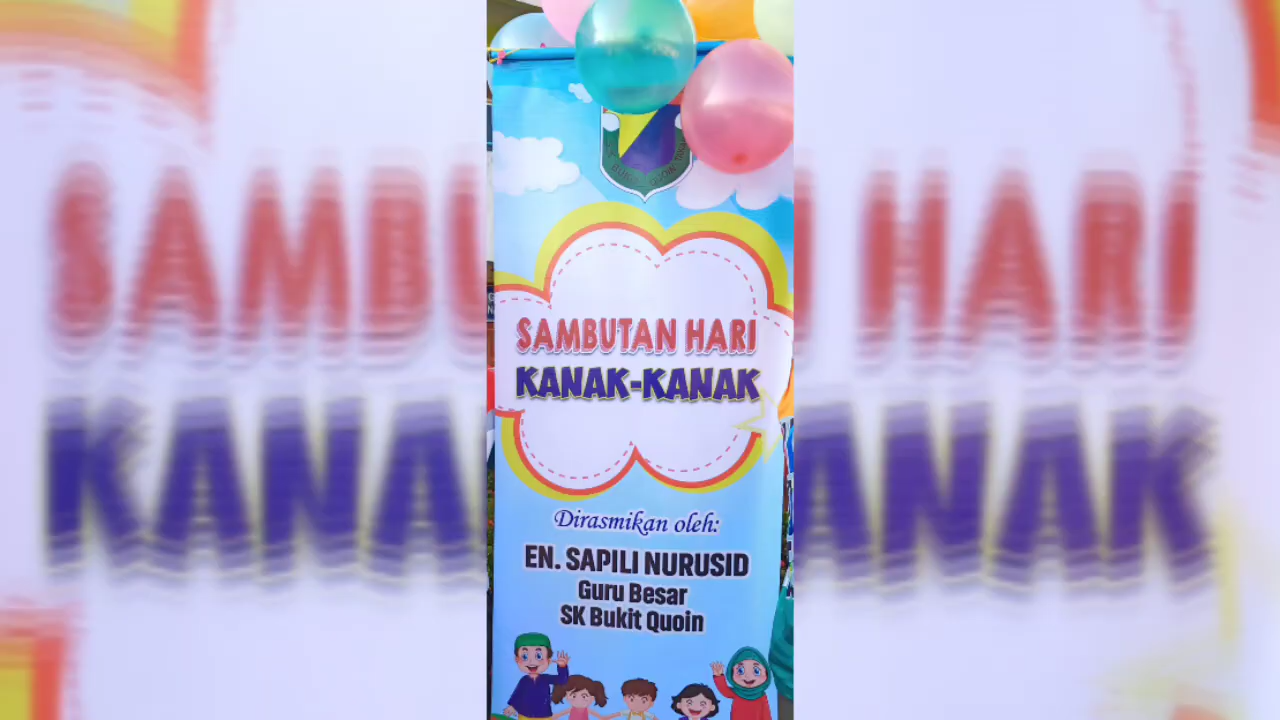 SAMBUTAN HARI
KANAK-KANAK
Dirasmikan oleh:
EN. SAPILI NURUSID
Guru Besar
SK Bukit Quoin